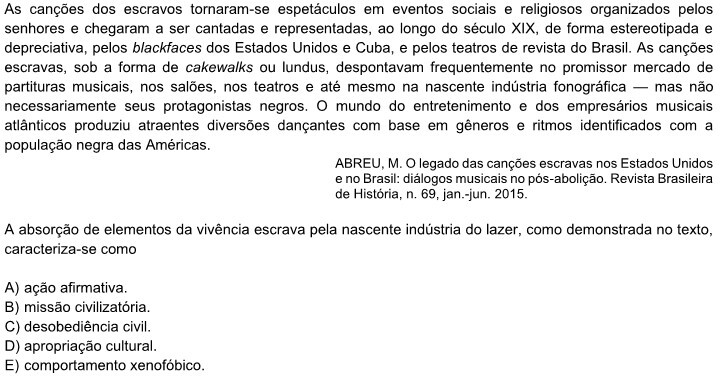 As canções dos escravos tornaram-se espetáculos em eventos sociais e religiosos organizados pelos
senhores e chegaram a ser cantadas e representadas, ao longo do século XIX, de forma estereotipada e
depreciativa, pelos blackfaces dos Estados Unidos e Cuba, e pelos teatros de revista do Brasil. As canções
escravas, sob a forma de cakewalks ou lundus, despontavam frequentemente no promissor mercado de
partituras musicais, nos salões, nos teatros e até mesmo na nascente indústria fonográfica — mas não
necessariamente seus protagonistas negros. O mundo do entretenimento e dos empresários musicais
atlânticos produziu atraentes diversões dançantes com base em gêneros e ritmos identificados com a
população negra das Américas.
ABREU, M. O legado das canções escravas nos Estados Unidos
e no Brasil: diálogos musicais no pós-abolição. Revista Brasileira
de História, n. 69, jan.-jun. 2015.
A absorção de elementos da vivência escrava pela nascente indústria do lazer, como demonstrada no texto,
caracteriza-se como
A) ação afirmativa.
B) missão civilizatória.
C) desobediência civil.
D) apropriação cultural.
E) comportamento xenofóbico.